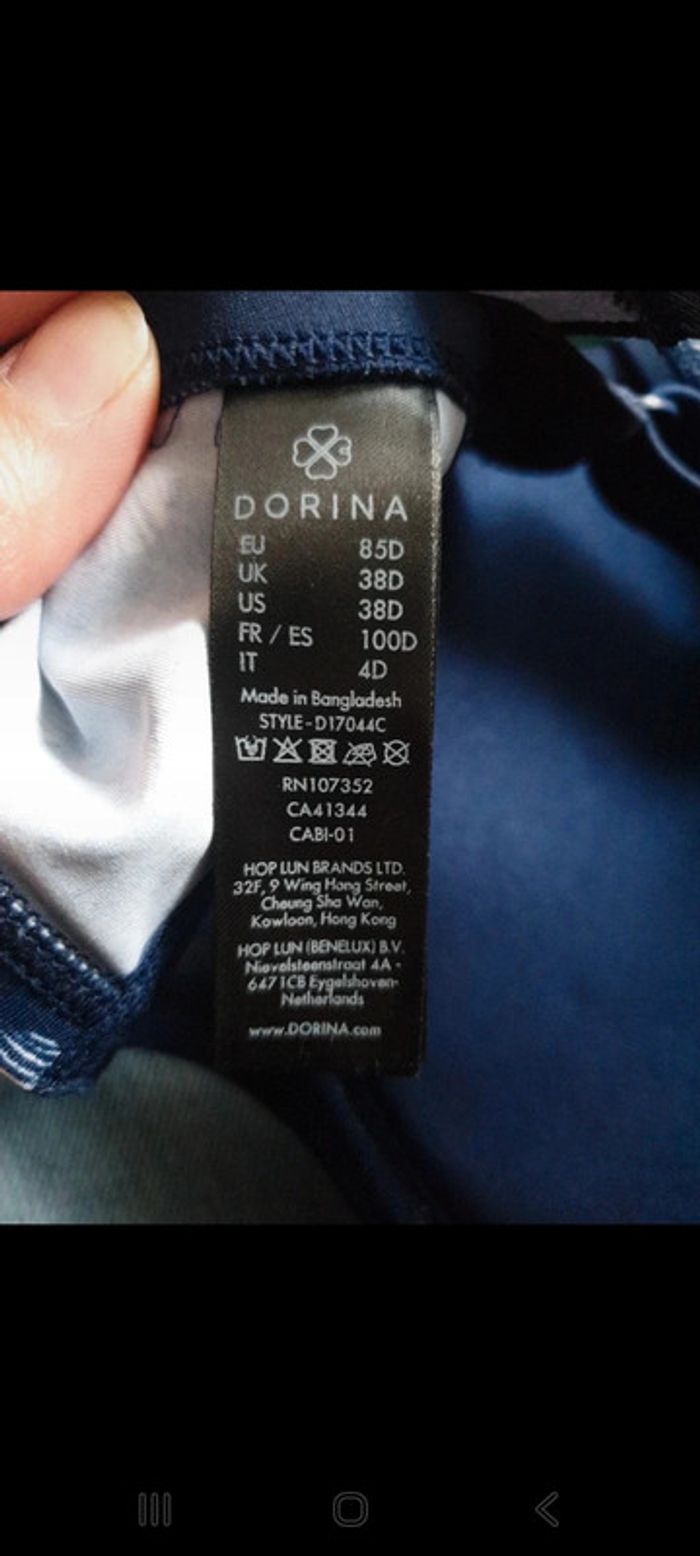 DORINA
EU 85D
UK 38D
US 38D
FR / ES 100D
IT 4D
Made in Bangladesh
STYLE - D17044C
RN107352
CA41344
CABI-01
HOP LUN BRANDS LTD.
32F, 9 Wing Hong Street,
Cheung Sha Wan,
Kowloon, Hong Kong
HOP LUN (BENELUX) B.V.
Nievelsteenstraat 4A -
6471CB Eygelshoven-
Netherlands
www.DORINA.com